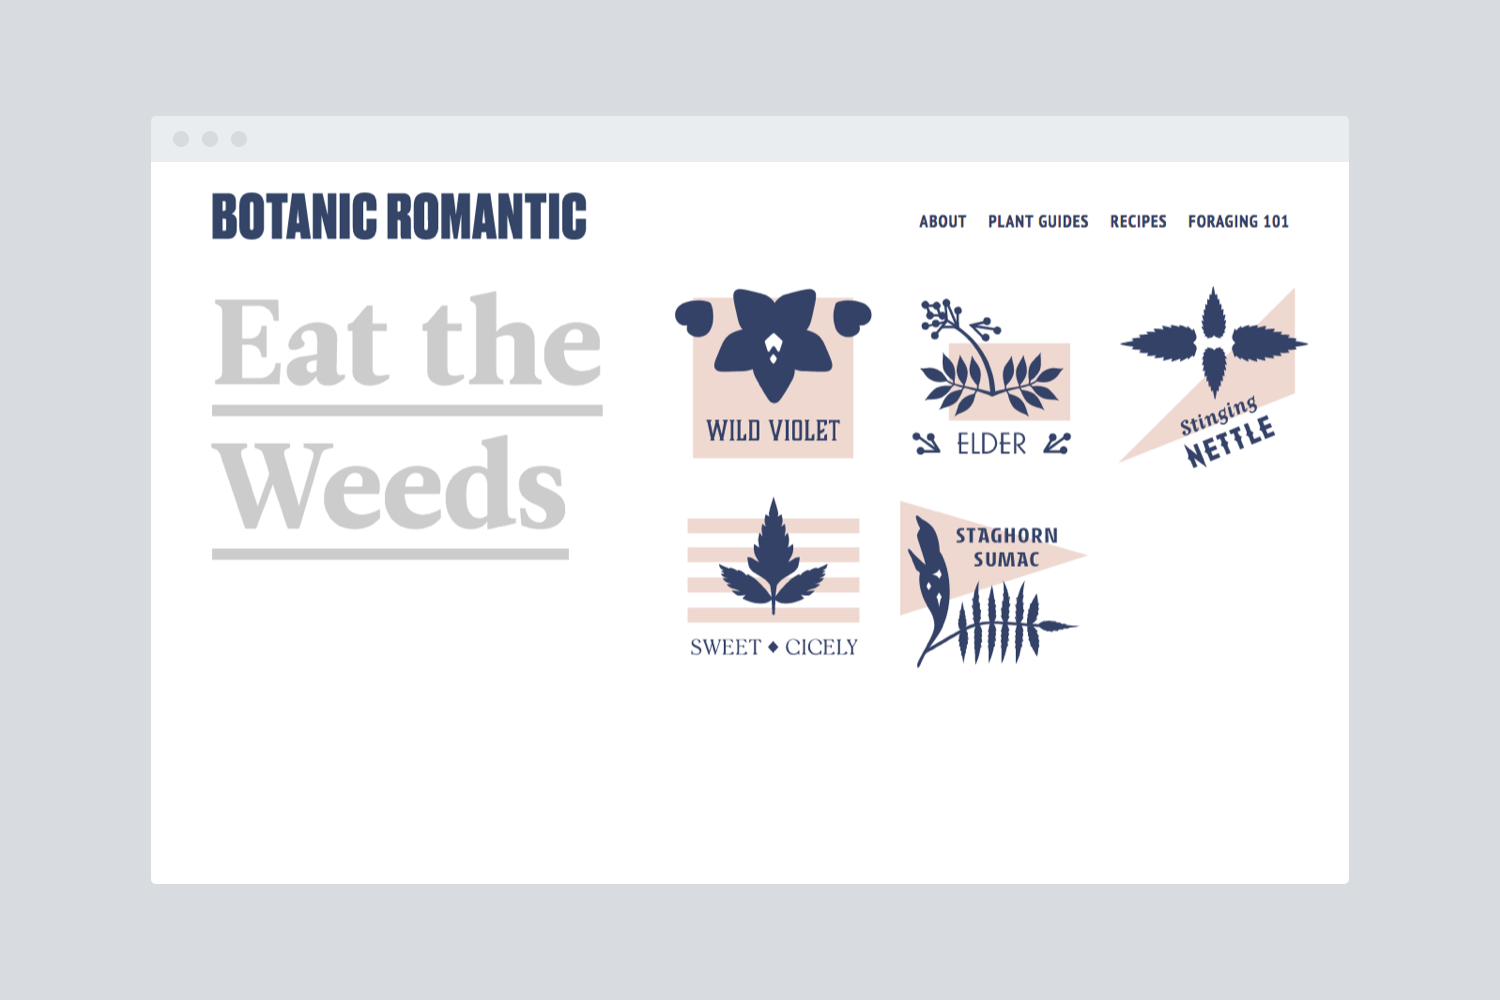 BOTANIC ROMANTIC
ABOUT PLANT GUIDES RECIPES FORAGING 101
Eat the
Weeds
WILD VIOLET
ELDER
Stinging
NETTLE
SWEET ◆ CICELY
STAGHORN
SUMAC